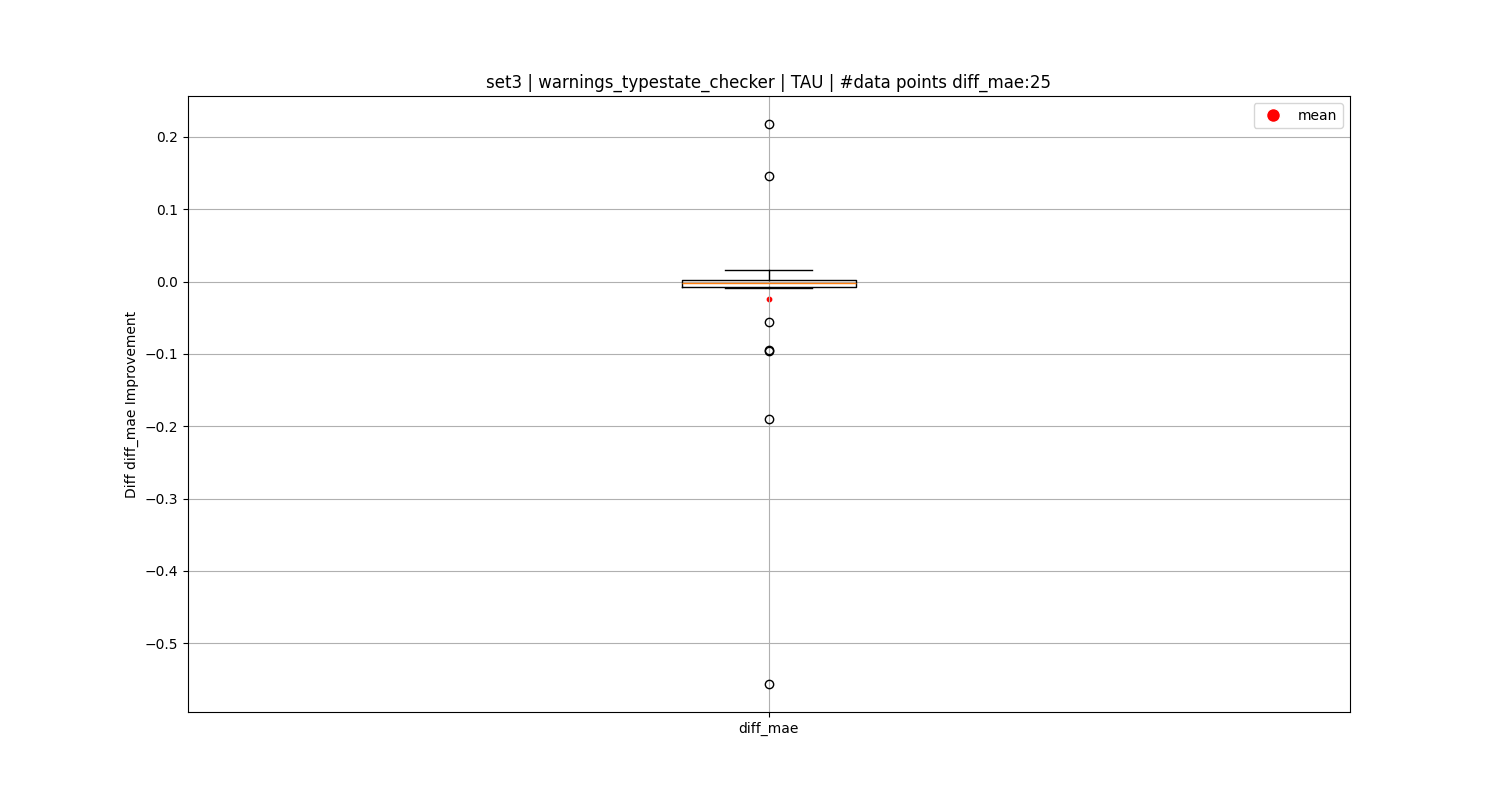 set3 | warnings_typestate_checker | TAU | #data points diff_mae:25
mean
0.2
0.1
0.0
−0.1
−0.2
−0.3
−0.4
−0.5
Diff diff_mae Improvement
diff_mae